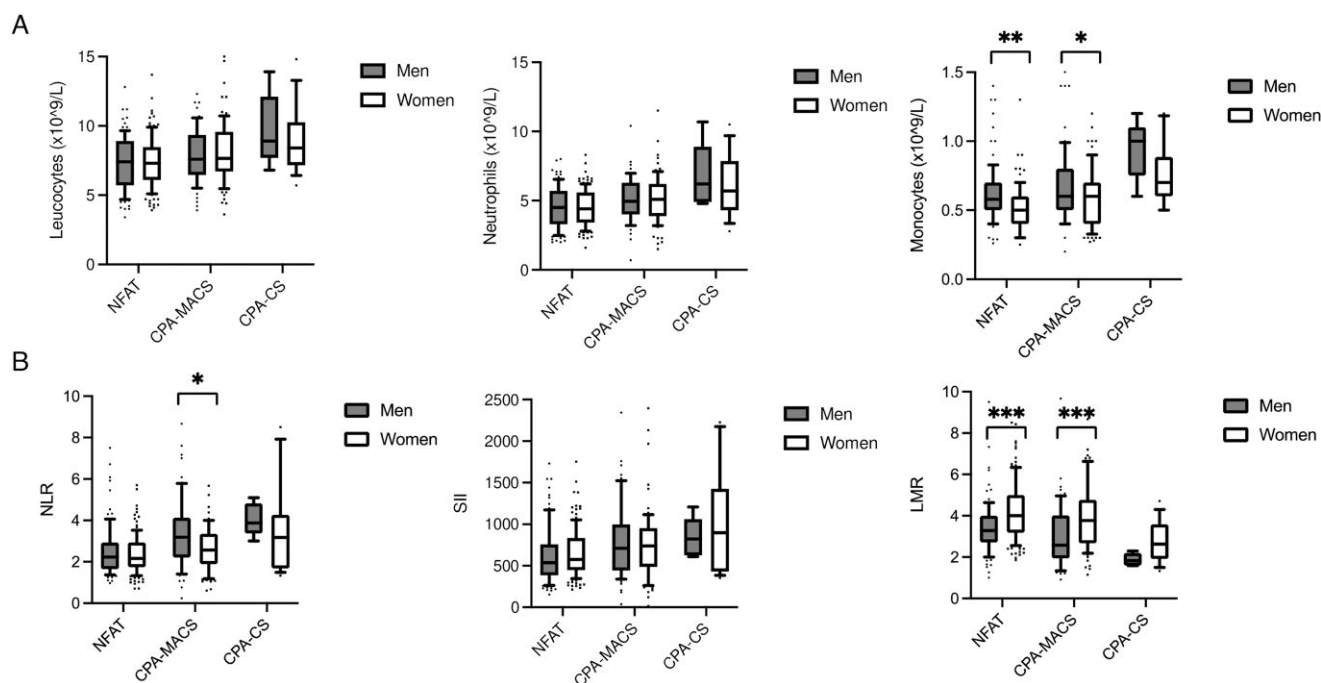 A
Leucocytes (x10^9/L)
15
10
5
0
NFAT
CPA-MACS
CPA-CS
Men
Women
Neutrophils (x10^9/L)
15
10
5
0
NFAT
CPA-MACS
CPA-CS
Men
Women
Monocytes (x10^9/L)
1.5
1.0
0.5
0.0
**
*
NFAT
CPA-MACS
CPA-CS
Men
Women
B
NLR
10
8
6
4
2
0
*
NFAT
CPA-MACS
CPA-CS
Men
Women
SII
2500
2000
1500
1000
500
0
NFAT
CPA-MACS
CPA-CS
Men
Women
LMR
10
8
6
4
2
0
***
***
NFAT
CPA-MACS
CPA-CS
Men
Women